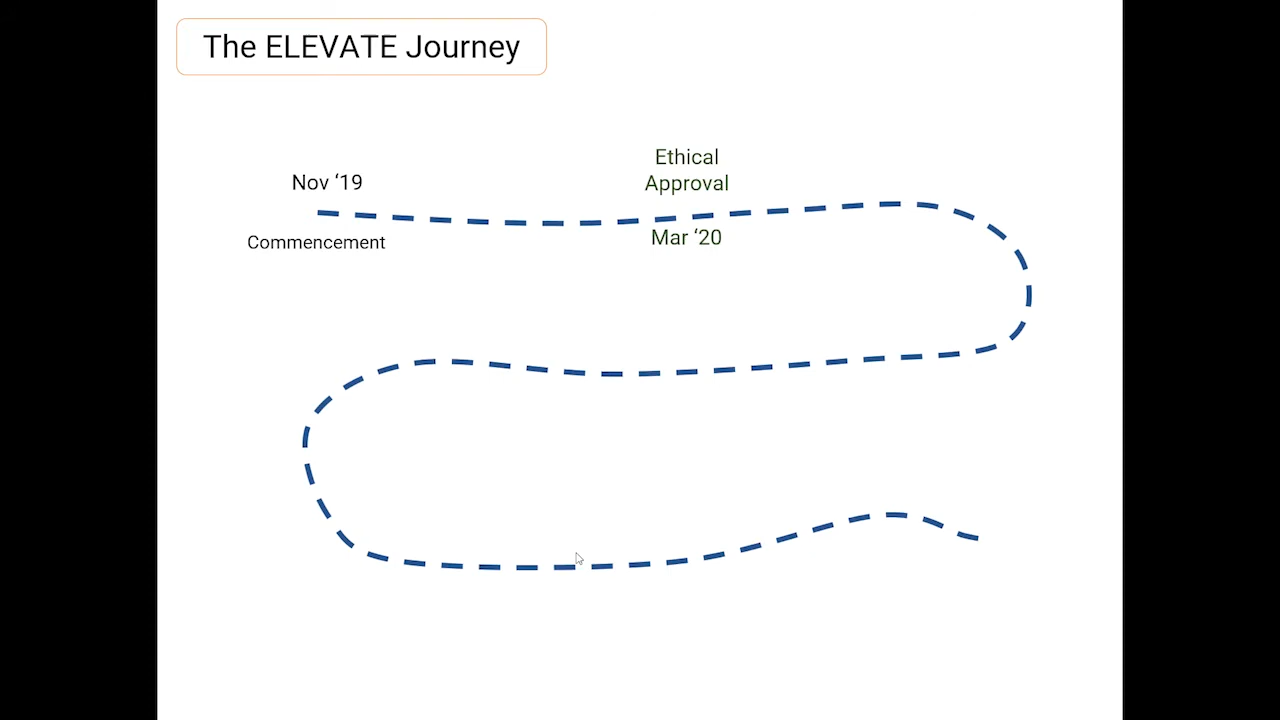 The ELEVATE Journey
Nov ‘19
Commencement
Ethical
Approval
Mar ‘20